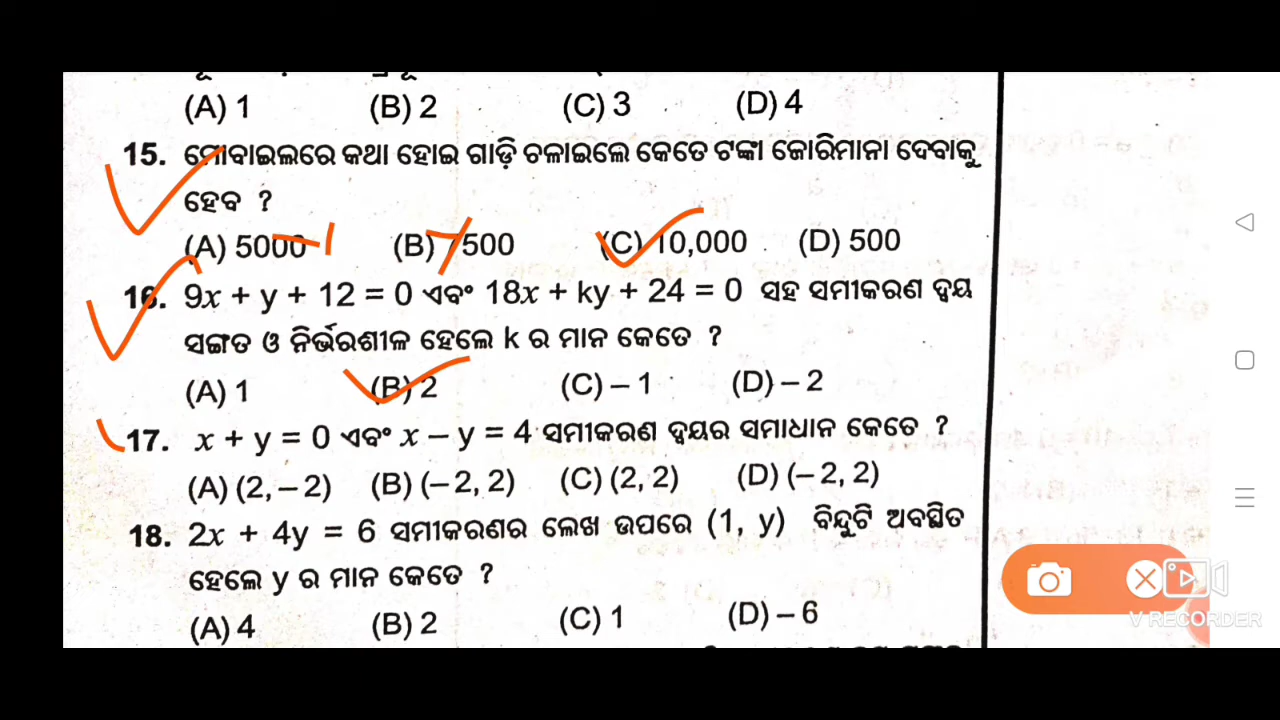 (A) 1 (B) 2 (C) 3 (D) 4
15. ମୋବାଇଲରେ କଥା ହୋଇ ଗାଡ଼ି ଚଳାଇଲେ କେତେ ଟଙ୍କା ଜୋରିମାନା ଦେବାକୁ
ହେବ ?
(A) 5000 (B) 7500 (C) 10,000 (D) 500
16. 9x + y + 12 = 0 ଏବଂ 18x + ky + 24 = 0 ସହ ସମୀକରଣ ଦ୍ୱୟ
ସଙ୍ଗତ ଓ ନିର୍ଭରଶୀଳ ହେଲେ k ର ମାନ କେତେ ?
(A) 1 (B) 2 (C) – 1 (D) – 2
17. x + y = 0 ଏବଂ x – y = 4 ସମୀକରଣ ଦ୍ୱୟର ସମାଧାନ କେତେ ?
(A) (2, – 2) (B) (– 2, 2) (C) (2, 2) (D) (– 2, 2)
18. 2x + 4y = 6 ସମୀକରଣର ଲେଖ ଉପରେ (1, y) ବିନ୍ଦୁଟି ଅବସ୍ଥିତ
ହେଲେ y ର ମାନ କେତେ ?
(A) 4 (B) 2 (C) 1 (D) – 6
V RECORDER